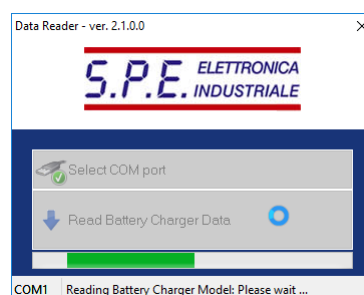 Data Reader - ver. 2.1.0.0
S.P.E. ELETTRONICA
INDUSTRIALE
Select COM port
Read Battery Charger Data
COM1 Reading Battery Charger Model: Please wait ...